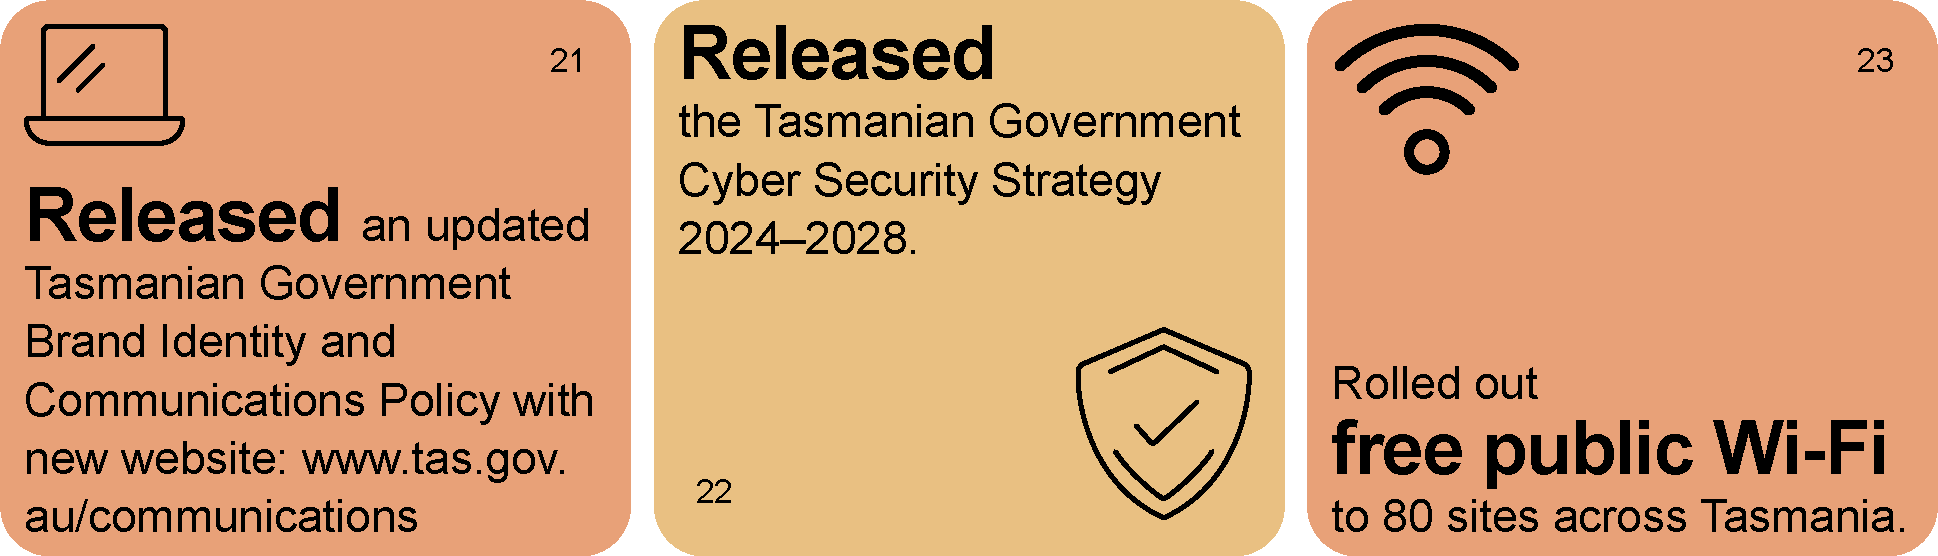 21
Released an updated
Tasmanian Government
Brand Identity and
Communications Policy with
new website: www.tas.gov.
au/communications
Released
the Tasmanian Government
Cyber Security Strategy
2024–2028.
22
23
Rolled out
free public Wi-Fi
to 80 sites across Tasmania.